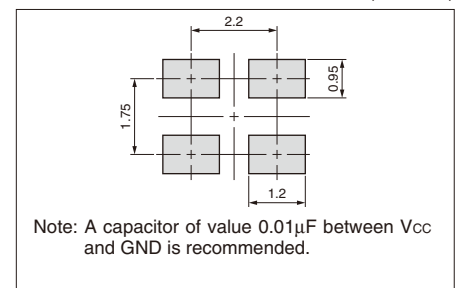 2.2
0.95
1.75
1.2
Note: A capacitor of value 0.01μF between Vcc
and GND is recommended.